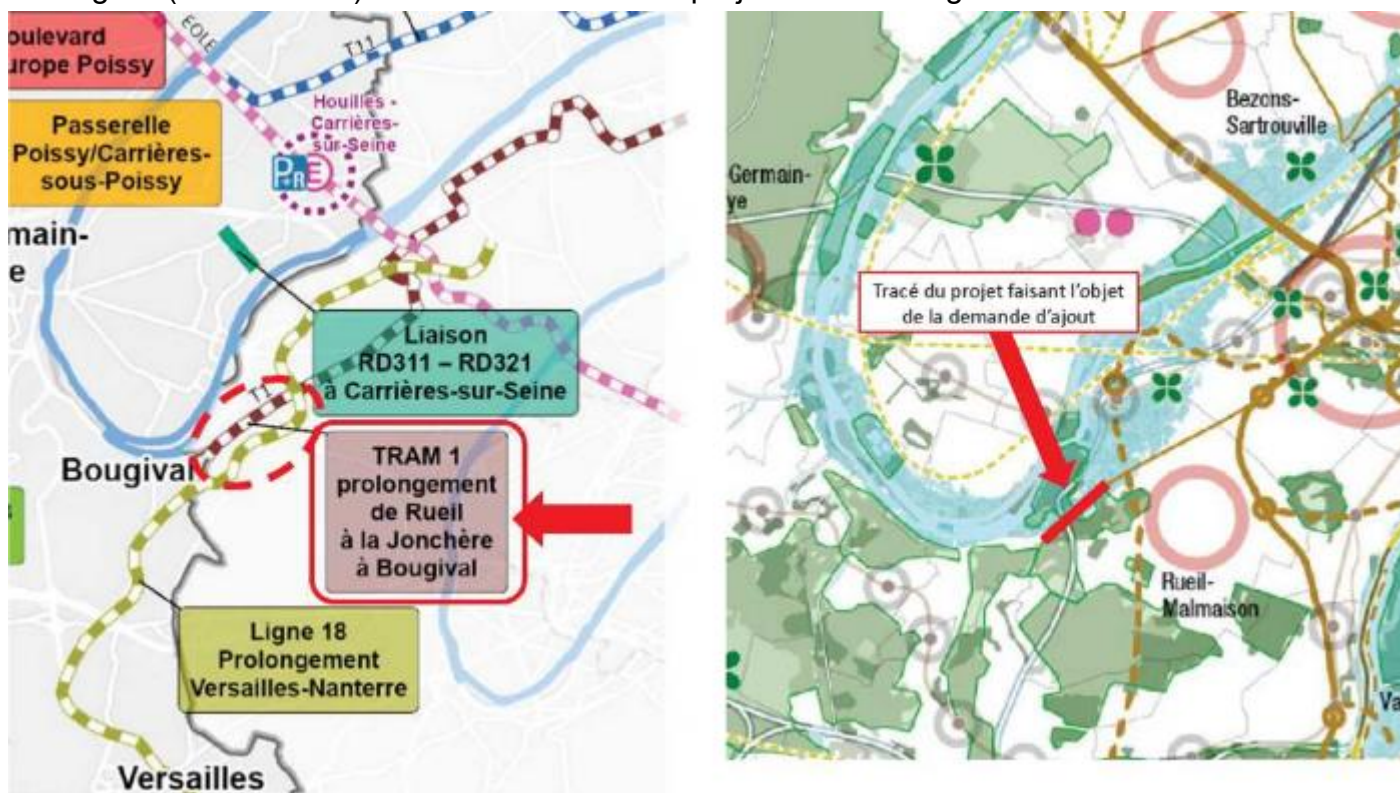 oulevard
urope Poissy
EOLE
T11
Passerelle
Poissy/Carrières-
sous-Poissy
Houilles -
Carrières-
sur-Seine
P+R E
main-
e
Liaison
RD311 – RD321
à Carrières-sur-Seine
T1
Bougival
TRAM 1
prolongement
de Rueil
à la Jonchère
à Bougival
Ligne 18
Prolongement
Versailles-Nanterre
Versailles
Bezons-
Sartrouville
Germain-
ye
Tracé du projet faisant l'objet
de la demande d'ajout
Rueil-
Malmaison
Va